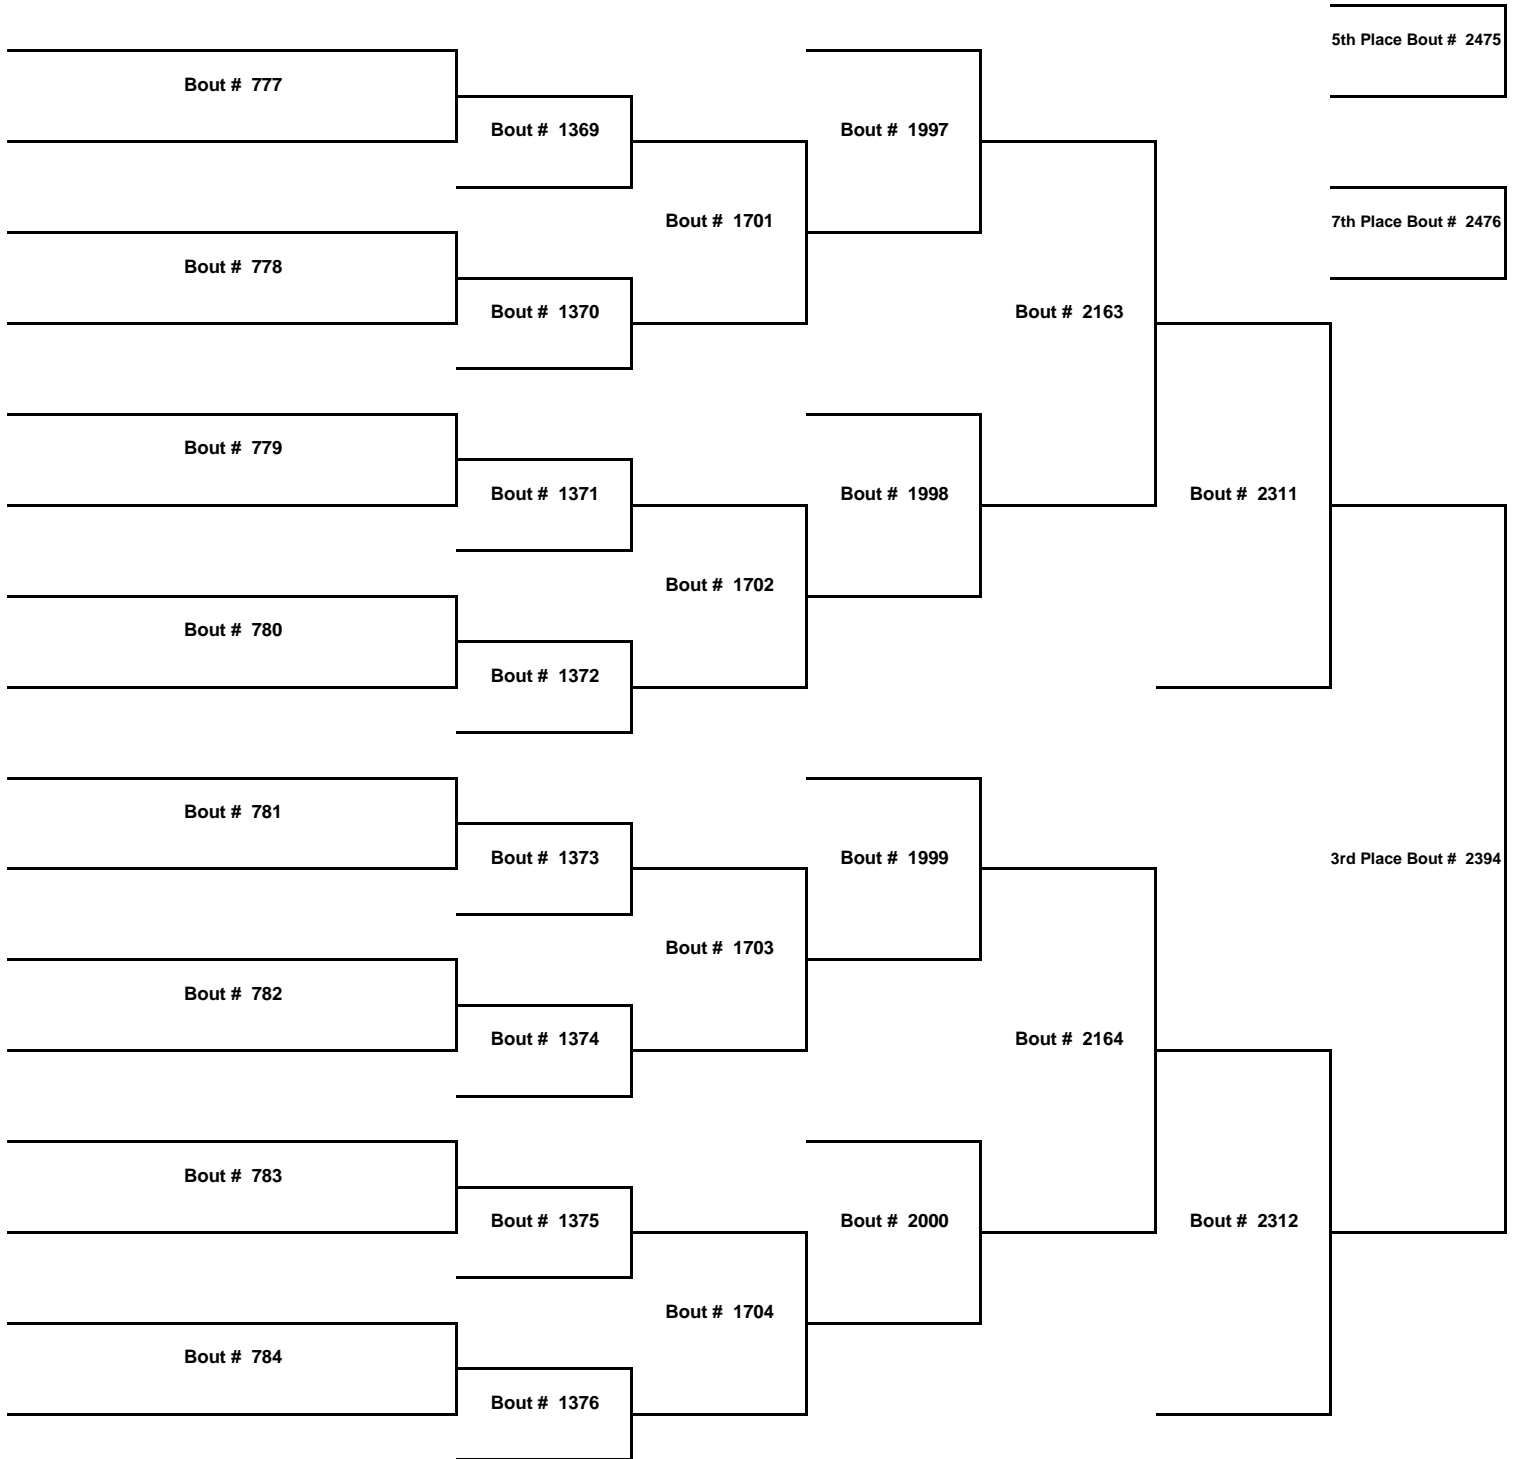 5th Place Bout # 2475
Bout # 777
Bout # 1369
Bout # 1997
Bout # 1701
7th Place Bout # 2476
Bout # 778
Bout # 1370
Bout # 2163
Bout # 779
Bout # 1371
Bout # 1998
Bout # 2311
Bout # 1702
Bout # 780
Bout # 1372
Bout # 781
Bout # 1373
Bout # 1999
3rd Place Bout # 2394
Bout # 1703
Bout # 782
Bout # 1374
Bout # 2164
Bout # 783
Bout # 1375
Bout # 2000
Bout # 2312
Bout # 1704
Bout # 784
Bout # 1376